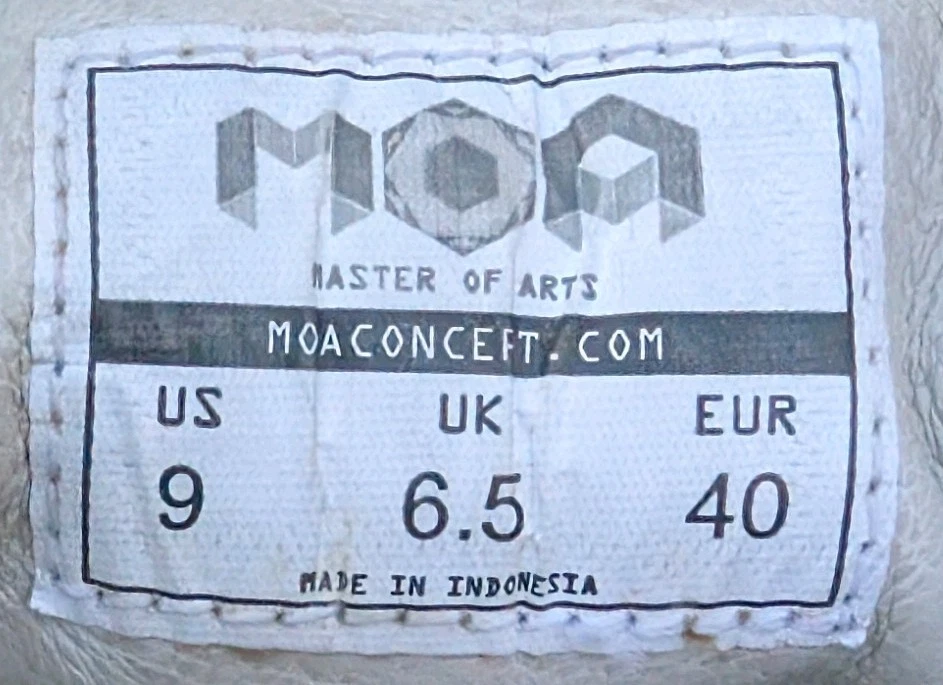 MOA
MASTER OF ARTS
MOACONCEPT.COM
US UK EUR
9 6.5 40
MADE IN INDONESIA